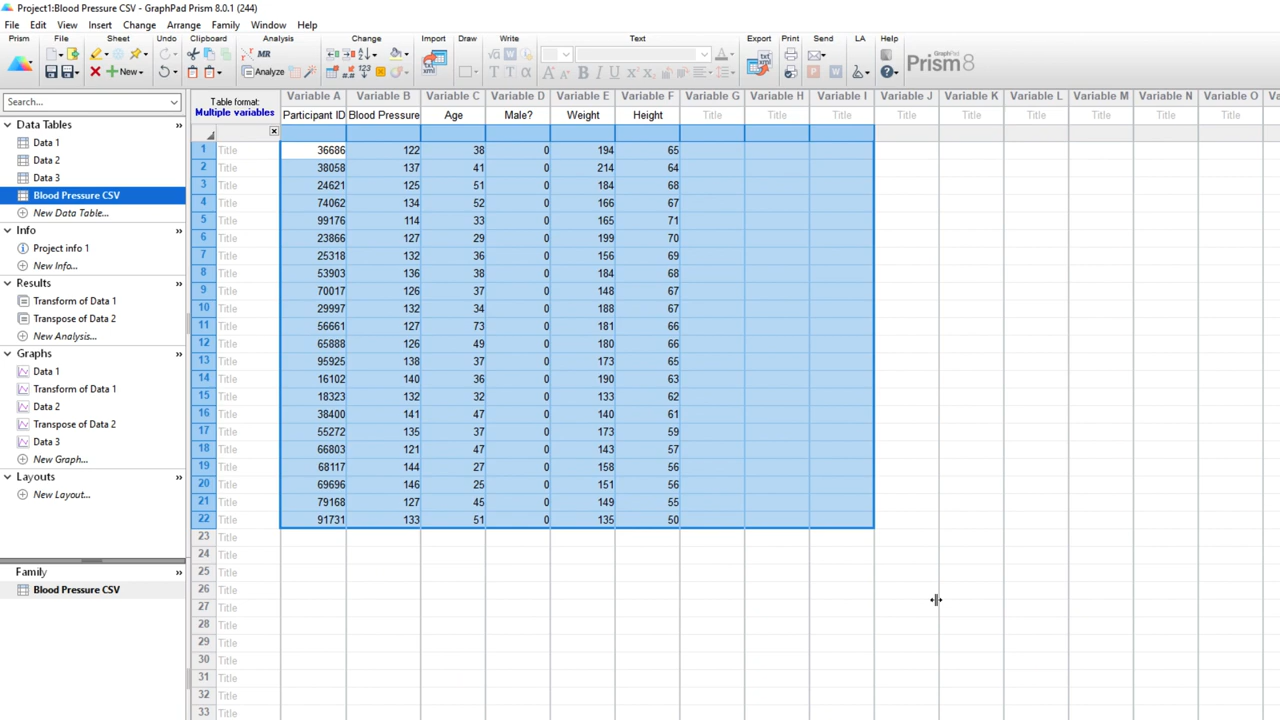 Project1:Blood Pressure CSV - GraphPad Prism 8.0.1 (244)
File Edit View Insert Change Arrange Family Window Help
Prism File Sheet Undo Clipboard Analysis Change Import Draw Write Text Export Print Send LA Help
MR
New Analyze
GraphPad
Prism8
Search...
Data Tables »
Data 1
Data 2
Data 3
Blood Pressure CSV
New Data Table...
Info »
Project info 1
New Info...
Results »
Transform of Data 1
Transpose of Data 2
New Analysis...
Graphs »
Data 1
Transform of Data 1
Data 2
Transpose of Data 2
Data 3
New Graph...
Layouts »
New Layout...
Family »
Blood Pressure CSV
Table format:
Multiple variables
Variable A Variable B Variable C Variable D Variable E Variable F Variable G Variable H Variable I Variable J Variable K Variable L Variable M Variable N Variable O
Participant ID Blood Pressure Age Male? Weight Height Title Title Title Title Title Title Title Title Title
1 Title 36686 122 38 0 194 65
2 Title 38058 137 41 0 214 64
3 Title 24621 125 51 0 184 68
4 Title 74062 134 52 0 166 67
5 Title 99176 114 33 0 165 71
6 Title 23866 127 29 0 199 70
7 Title 25318 132 36 0 156 69
8 Title 53903 136 38 0 184 68
9 Title 70017 126 37 0 148 67
10 Title 29997 132 34 0 188 67
11 Title 56661 127 73 0 181 66
12 Title 65888 126 49 0 180 66
13 Title 95925 138 37 0 173 65
14 Title 16102 140 36 0 190 63
15 Title 18323 132 32 0 133 62
16 Title 38400 141 47 0 140 61
17 Title 55272 135 37 0 173 59
18 Title 66803 121 47 0 143 57
19 Title 68117 144 27 0 158 56
20 Title 69696 146 25 0 151 56
21 Title 79168 127 45 0 149 55
22 Title 91731 133 51 0 135 50
23 Title
24 Title
25 Title
26 Title
27 Title
28 Title
29 Title
30 Title
31 Title
32 Title
33 Title